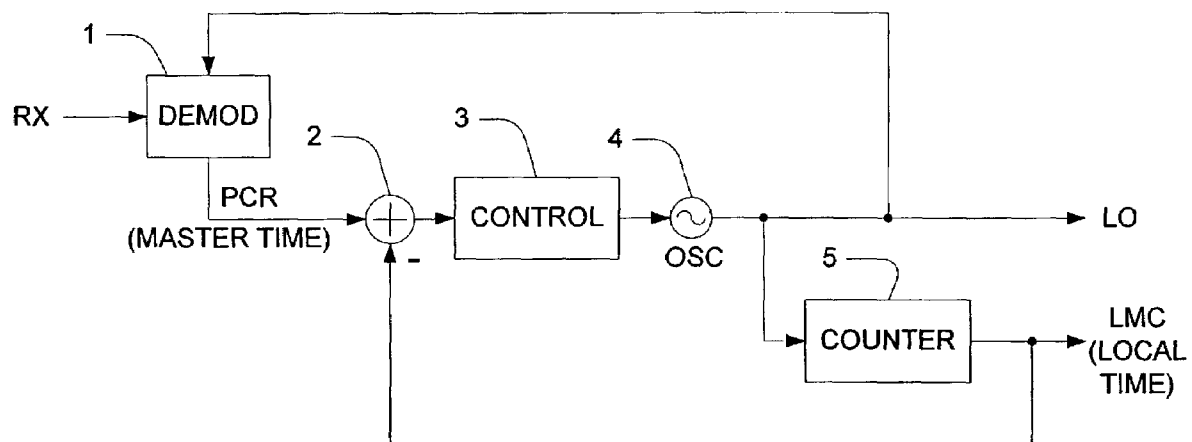 1
RX
DEMOD
2
3
4
PCR
(MASTER TIME)
-
CONTROL
OSC
LO
5
COUNTER
LMC
(LOCAL
TIME)